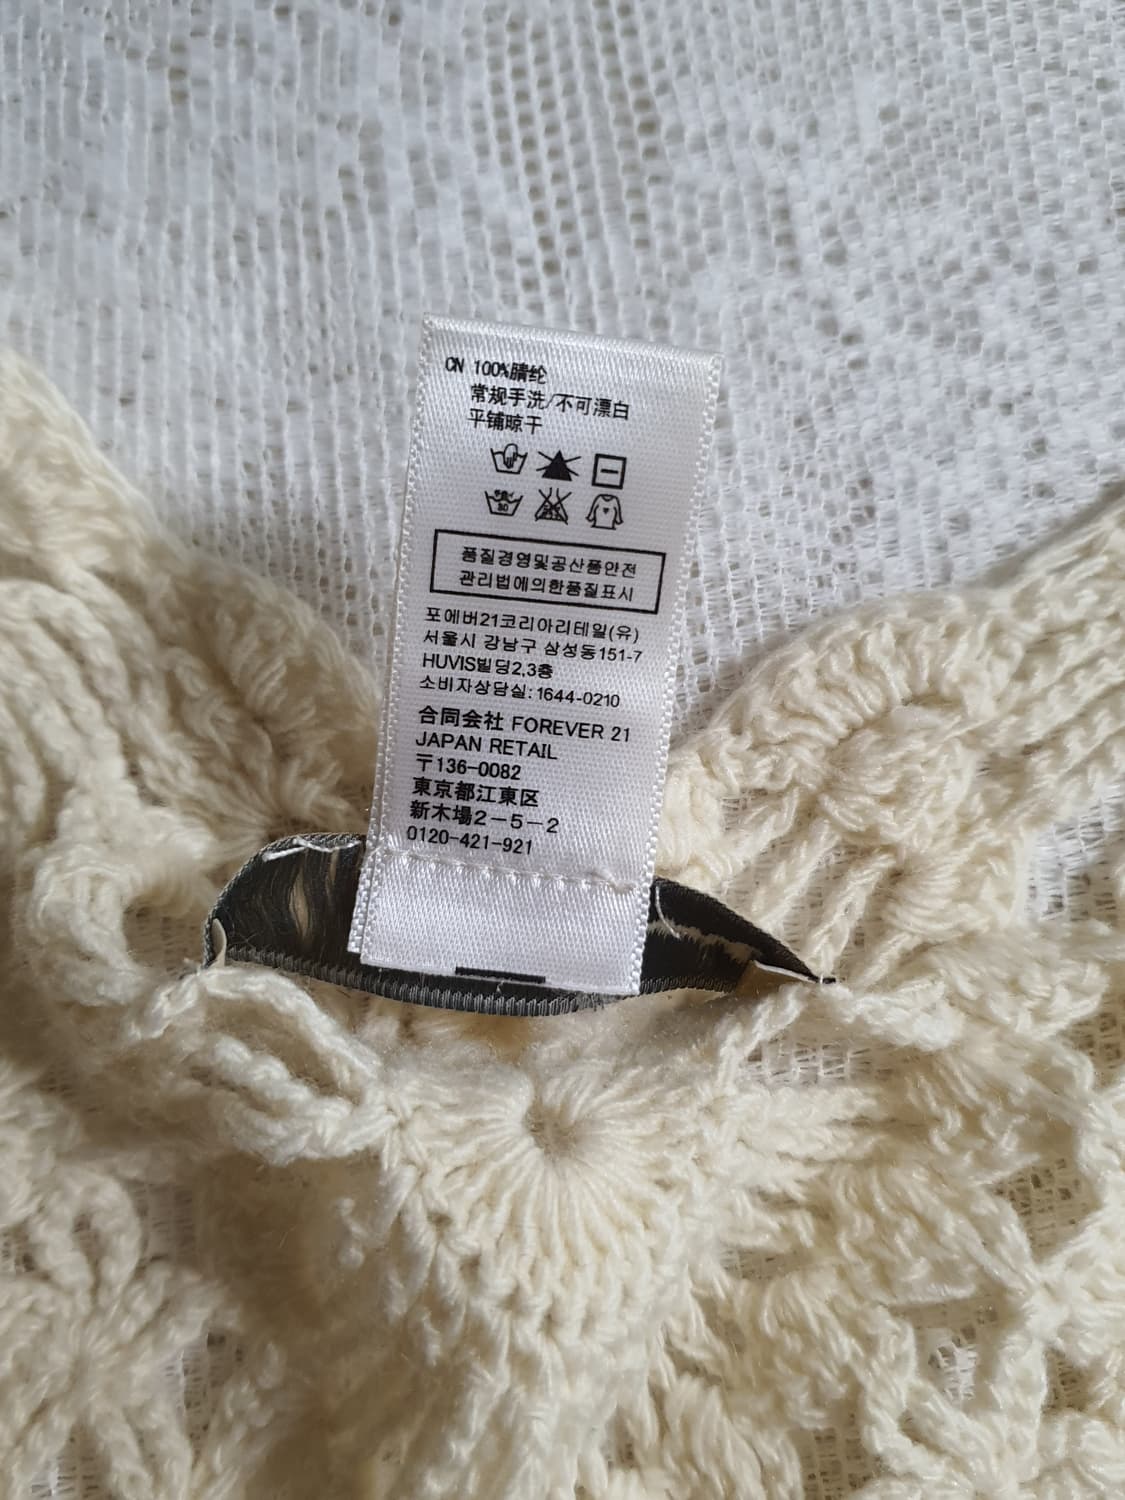 CN 100%腈纶
常规手洗/不可漂白
平铺晾干
품질경영및공산품안전
관리법에의한품질표시
포에버21코리아리테일(유)
서울시 강남구 삼성동151-7
HUVIS빌딩2,3층
소비자상담실: 1644-0210
合同会社 FOREVER 21
JAPAN RETAIL
〒136-0082
東京都江東区
新木場2-5-2
0120-421-921